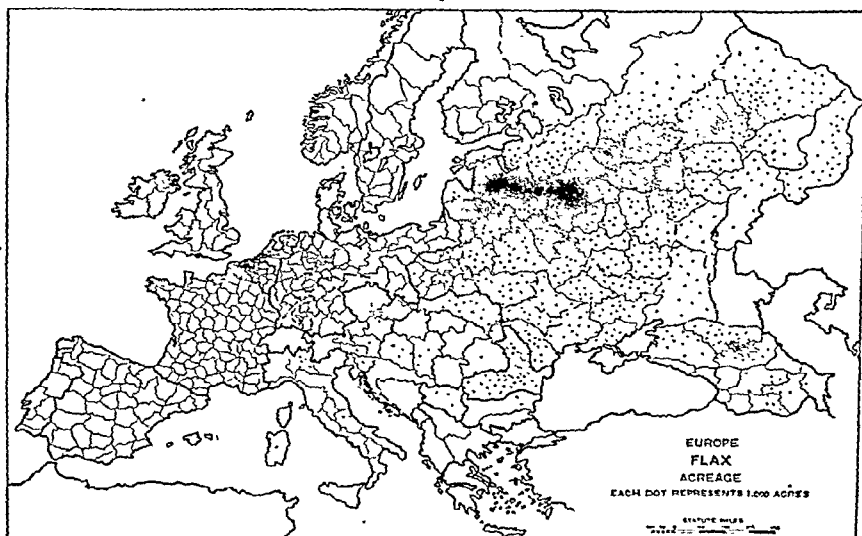 EUROPE
FLAX
ACREAGE
EACH DOT REPRESENTS 1,000 ACRES
STATUTE MILES